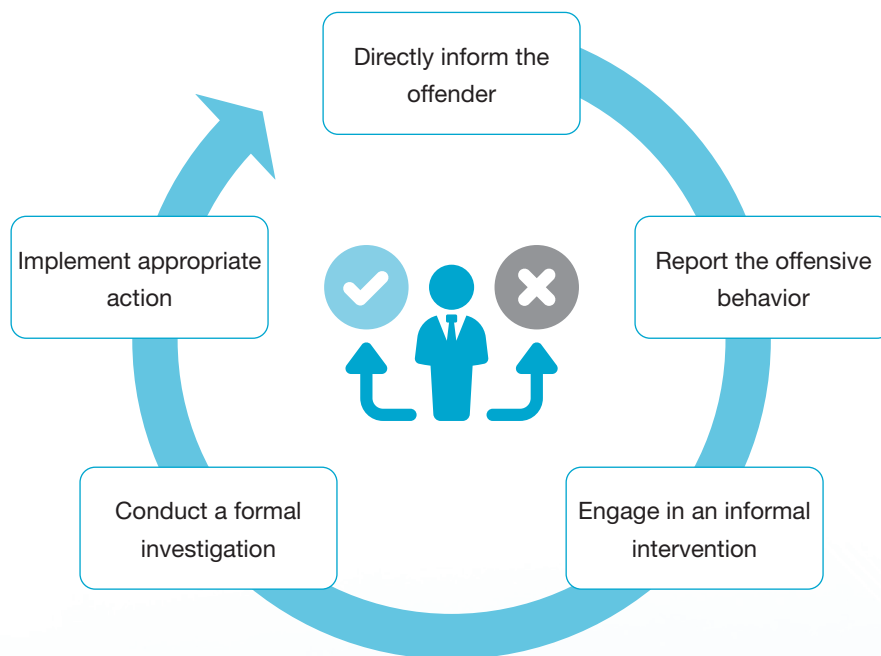 Directly inform the
offender
Report the offensive
behavior
Engage in an informal
intervention
Conduct a formal
investigation
Implement appropriate
action